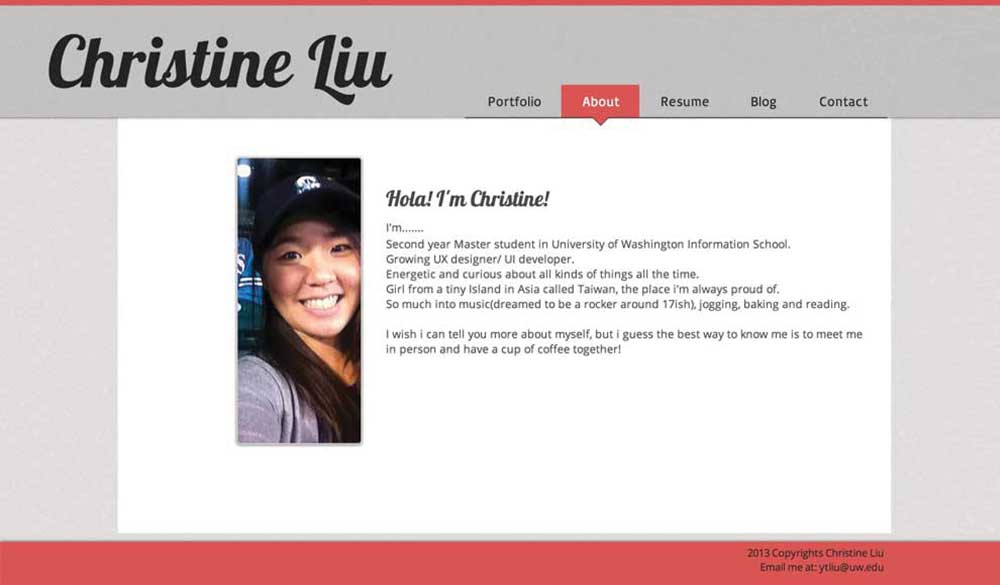 Christine Liu
Portfolio
About
Resume
Blog
Contact
Hola! I'm Christine!
I'm.......
Second year Master student in University of Washington Information School.
Growing UX designer/ UI developer.
Energetic and curious about all kinds of things all the time.
Girl from a tiny Island in Asia called Taiwan, the place i'm always proud of.
So much into music(dreamed to be a rocker around 17ish), jogging, baking and reading.
I wish i can tell you more about myself, but i guess the best way to know me is to meet me
in person and have a cup of coffee together!
2013 Copyrights Christine Liu
Email me at: ytliu@uw.edu